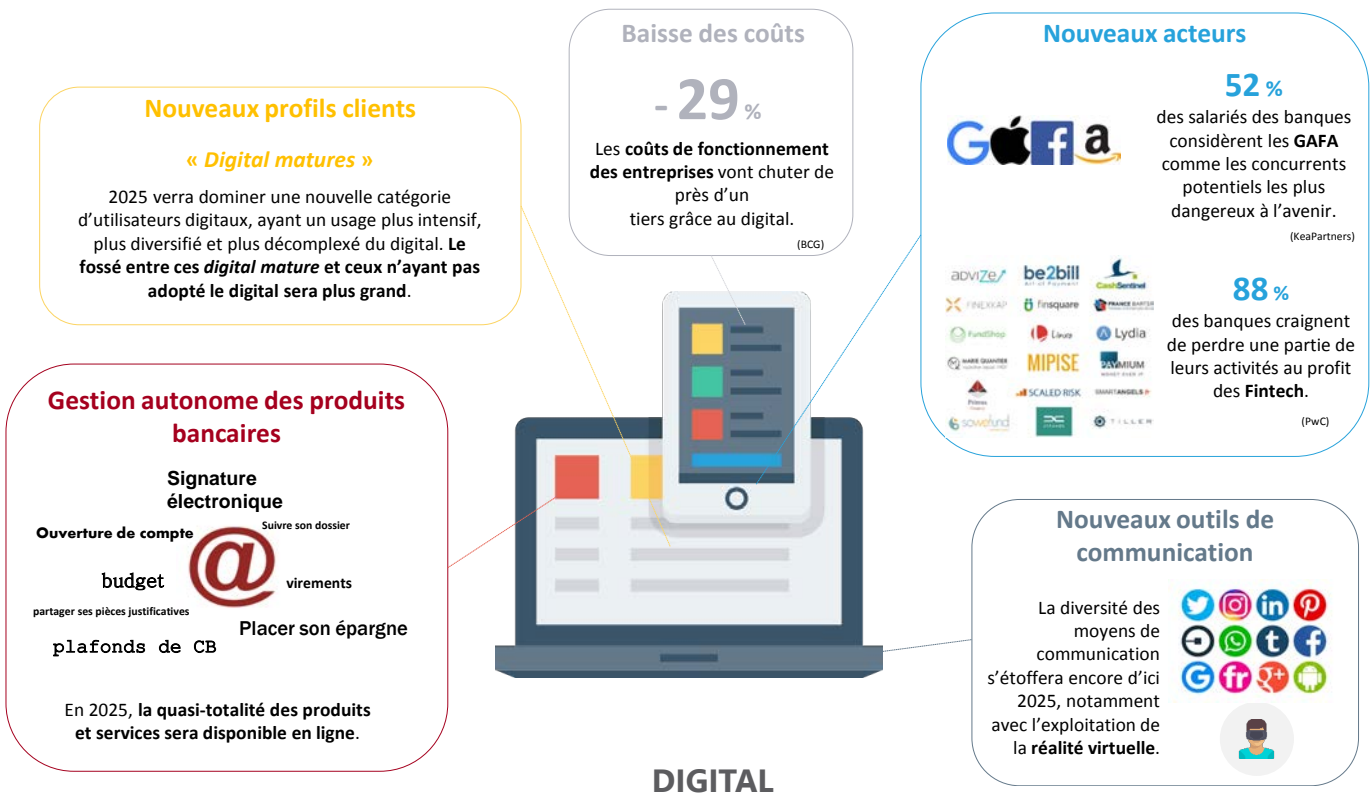 Baisse des coûts
- 29 %
Les coûts de fonctionnement
des entreprises vont chuter de
près d'un
tiers grâce au digital.
(BCG)
Nouveaux profils clients
« Digital matures »
2025 verra dominer une nouvelle catégorie
d'utilisateurs digitaux, ayant un usage plus intensif,
plus diversifié et plus décomplexé du digital. Le
fossé entre ces digital mature et ceux n'ayant pas
adopté le digital sera plus grand.
Nouveaux acteurs
52 %
des salariés des banques
considèrent les GAFA
comme les concurrents
potentiels les plus
dangereux à l'avenir.
(KeaPartners)
adviZe
be2bill
CashSentinel
FINEXKAP
finsquare
FRANCE BARTER
FundShop
Linxo
Lydia
MARIE QUANTIER
MIPISE
PAYMIUM
SCALED RISK
SMARTANGELS
sowefund
TILLER
88 %
des banques craignent
de perdre une partie de
leurs activités au profit
des Fintech.
(PwC)
Gestion autonome des produits
bancaires
Signature
électronique
Ouverture de compte
Suivre son dossier
@
budget
virements
partager ses pièces justificatives
Placer son épargne
plafonds de CB
En 2025, la quasi-totalité des produits
et services sera disponible en ligne.
Nouveaux outils de
communication
La diversité des
moyens de
communication
s'étoffera encore d'ici
2025, notamment
avec l'exploitation de
la réalité virtuelle.
DIGITAL